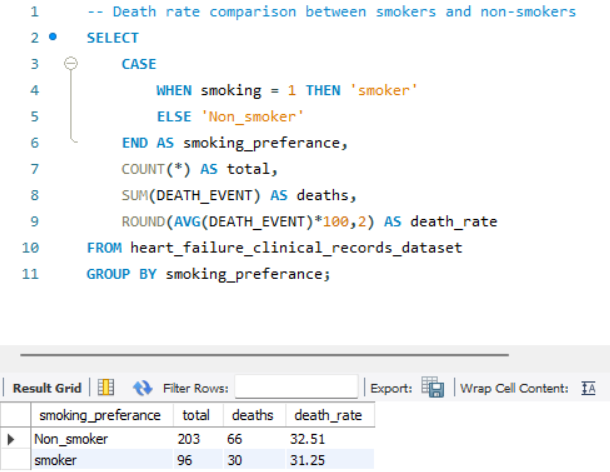 1 -- Death rate comparison between smokers and non-smokers
2 SELECT
3 CASE
4 WHEN smoking = 1 THEN 'smoker'
5 ELSE 'Non_smoker'
6 END AS smoking_preferance,
7 COUNT(*) AS total,
8 SUM(DEATH_EVENT) AS deaths,
9 ROUND(AVG(DEATH_EVENT)*100,2) AS death_rate
10 FROM heart_failure_clinical_records_dataset
11 GROUP BY smoking_preferance;
Result Grid Filter Rows: Export: Wrap Cell Content: IA
smoking_preferance total deaths death_rate
Non_smoker 203 66 32.51
smoker 96 30 31.25